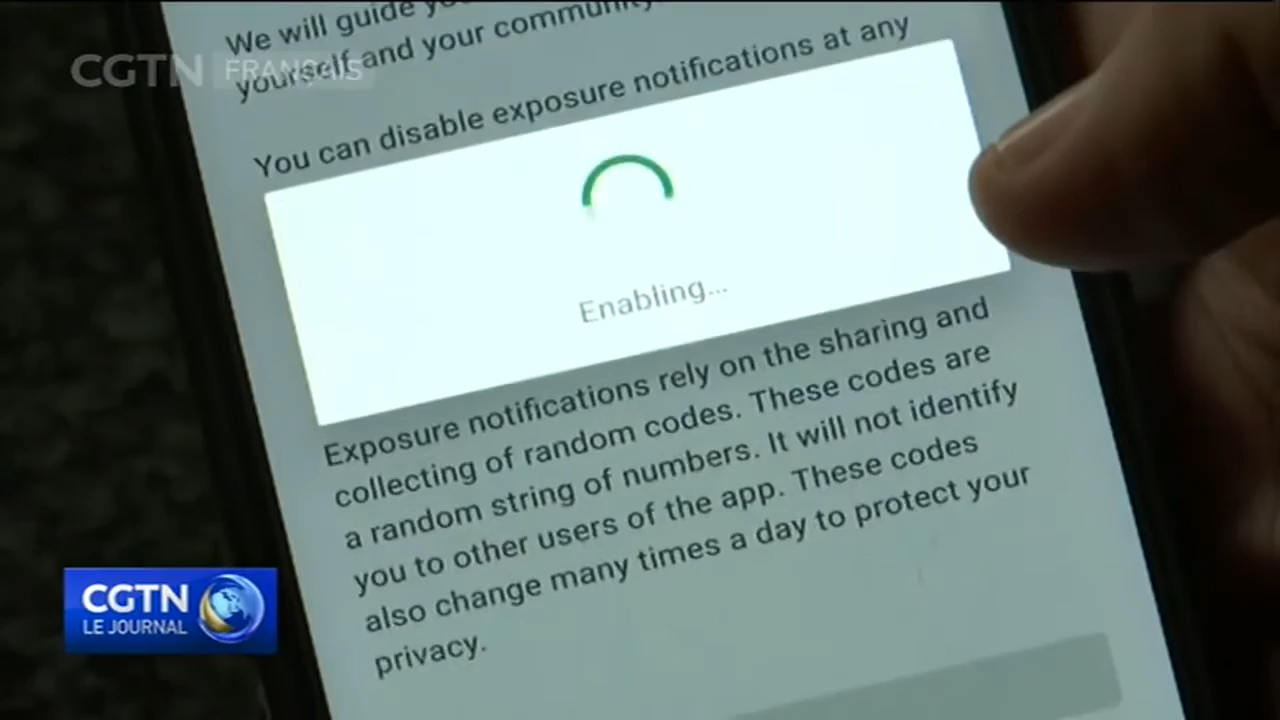 We will guide
yourself and your community
CGTN FRANÇAIS
You can disable exposure notifications at any
Enabling...
Exposure notifications rely on the sharing and
collecting of random codes. These codes are
a random string of numbers. It will not identify
you to other users of the app. These codes
also change many times a day to protect your
privacy.
CGTN
LE JOURNAL